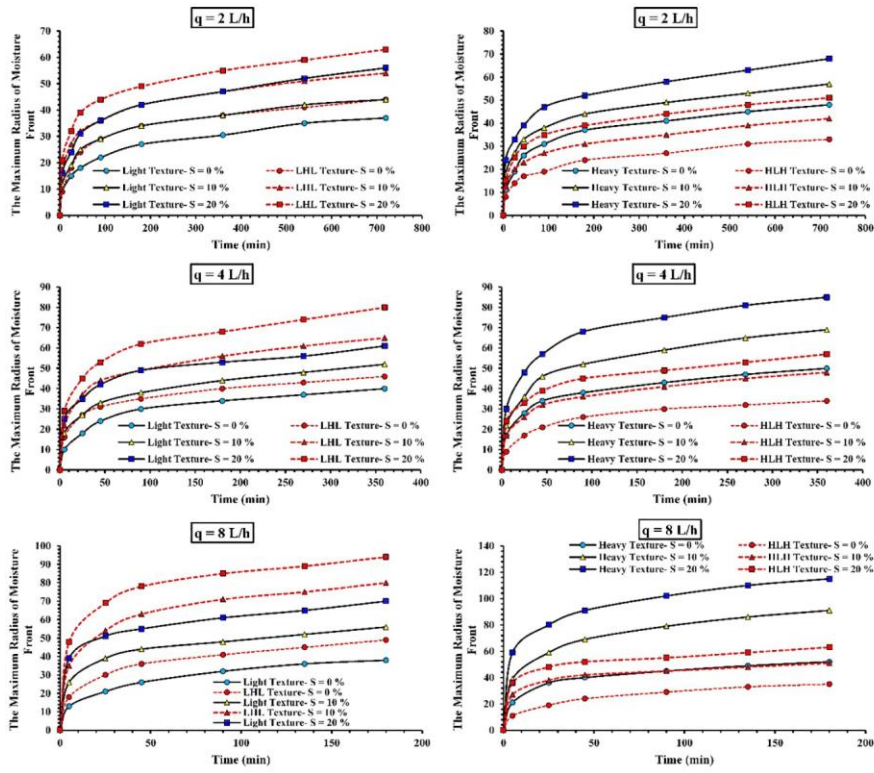 q = 2 L/h
The Maximum Radius of Moisture
Front
70
60
50
40
30
20
10
0
0 100 200 300 400 500 600 700 800
Time (min)
Light Texture- S = 0 %
Light Texture- S = 10 %
Light Texture- S = 20 %
LHL Texture- S = 0 %
LHL Texture- S = 10 %
LHL Texture- S = 20 %
q = 2 L/h
The Maximum Radius of Moisture
Front
80
70
60
50
40
30
20
10
0
0 100 200 300 400 500 600 700 800
Time (min)
Heavy Texture- S = 0 %
Heavy Texture- S = 10 %
Heavy Texture- S = 20 %
HLH Texture- S = 0 %
HLH Texture- S = 10 %
HLH Texture- S = 20 %
q = 4 L/h
The Maximum Radius of Moisture
Front
90
80
70
60
50
40
30
20
10
0
0 50 100 150 200 250 300 350 400
Time (min)
Light Texture- S = 0 %
Light Texture- S = 10 %
Light Texture- S = 20 %
LHL Texture- S = 0 %
LHL Texture- S = 10 %
LHL Texture- S = 20 %
q = 4 L/h
The Maximum Radius of Moisture
Front
90
80
70
60
50
40
30
20
10
0
0 50 100 150 200 250 300 350 400
Time (min)
Heavy Texture- S = 0 %
Heavy Texture- S = 10 %
Heavy Texture- S = 20 %
HLH Texture- S = 0 %
HLH Texture- S = 10 %
HLH Texture- S = 20 %
q = 8 L/h
The Maximum Radius of Moisture
Front
100
90
80
70
60
50
40
30
20
10
0
0 50 100 150 200
Time (min)
Light Texture- S = 0 %
LHL Texture- S = 0 %
Light Texture- S = 10 %
LHL Texture- S = 10 %
Light Texture- S = 20 %
q = 8 L/h
Heavy Texture- S = 0 %
Heavy Texture- S = 10 %
Heavy Texture- S = 20 %
HLH Texture- S = 0 %
HLH Texture- S = 10 %
HLH Texture- S = 20 %
The Maximum Radius of Moisture
Front
140
120
100
80
60
40
20
0
0 50 100 150 200
Time (min)